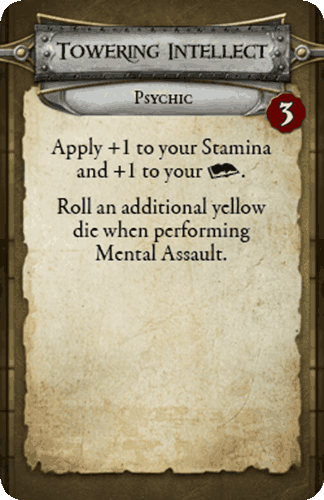 Towering Intellect
Psychic
3
Apply +1 to your Stamina
and +1 to your .
Roll an additional yellow
die when performing
Mental Assault.